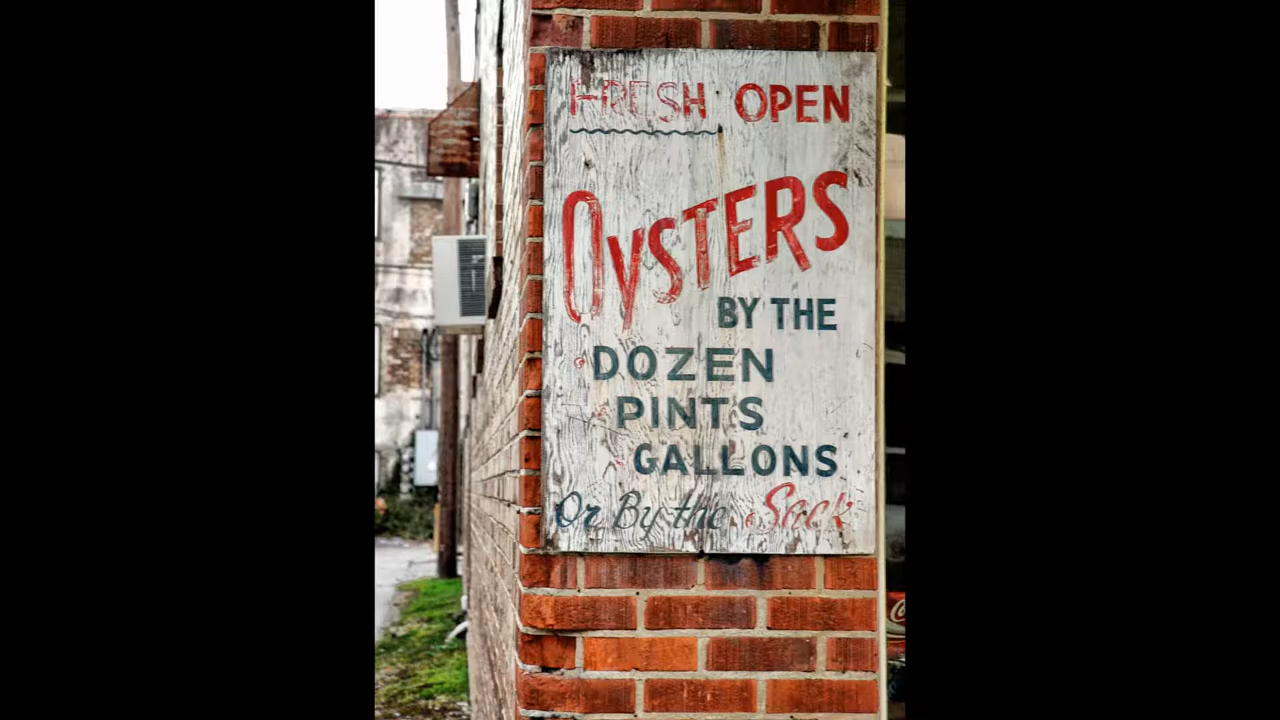 FRESH OPEN
OYSTERS
BY THE
DOZEN
PINTS
GALLONS
Or By the Sack